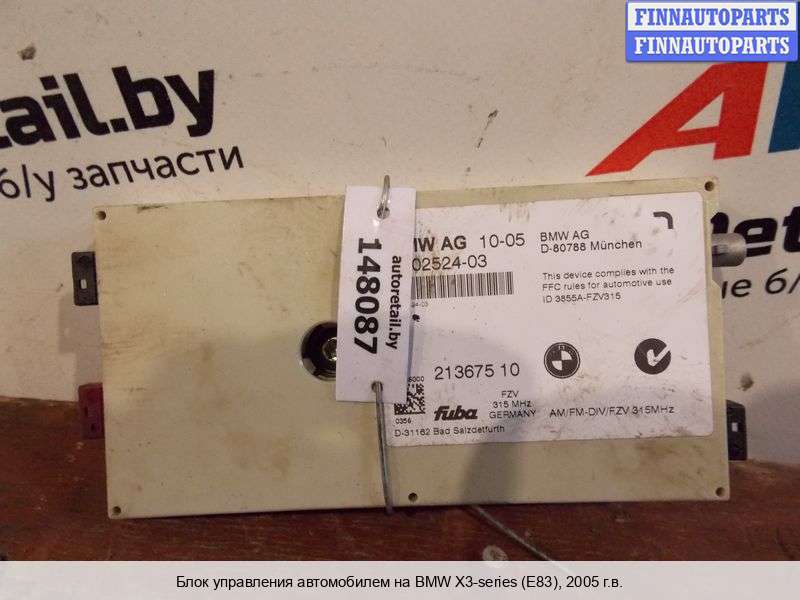 FINNAUTOPARTS
FINNAUTOPARTS
tail.by
б/у запчасти
148087
autoretail.by
MW AG 10-05
02524-03
BMW AG
D-80788 München
This device complies with the
FFC rules for automotive use
ID 3855A-FZV315
213675 10
0356
fuba
FZV
315 MHz
GERMANY
AM/FM-DIV/FZV 315MHz
D-31162 Bad Salzdetfurth
Блок управления автомобилем на BMW X3-series (E83), 2005 г.в.